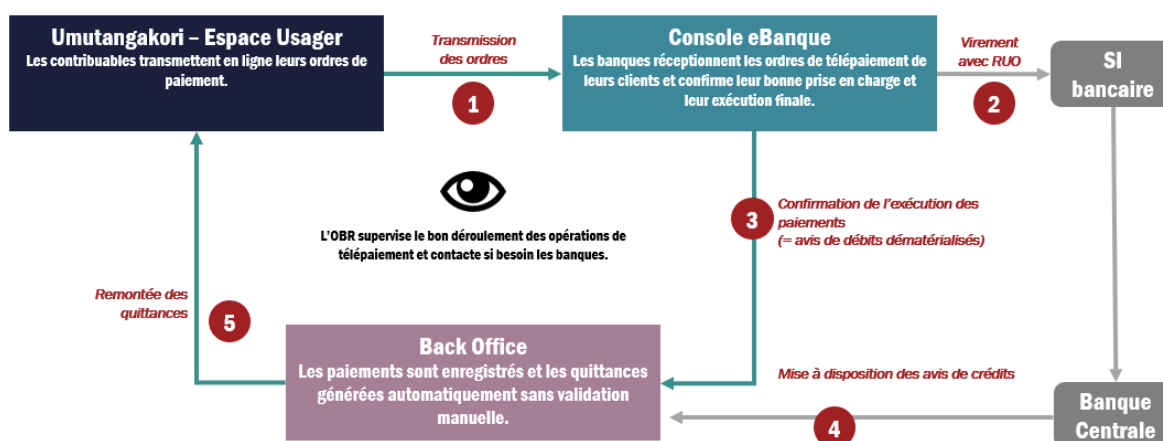 Umutangakori – Espace Usager
Les contribuables transmettent en ligne leurs ordres de
paiement.
Transmission
des ordres
1
Console eBanque
Les banques réceptionnent les ordres de télépaiement de
leurs clients et confirme leur bonne prise en charge et
leur exécution finale.
Virement
avec RUO
2
SI
bancaire
3
Confirmation de l'exécution des
paiements
(= avis de débits dématérialisés)
L'OBR supervise le bon déroulement des opérations de
télépaiement et contacte si besoin les banques.
Remontée des
quittances
5
Back Office
Les paiements sont enregistrés et les quittances
générées automatiquement sans validation
manuelle.
Mise à disposition des avis de crédits
4
Banque
Centrale